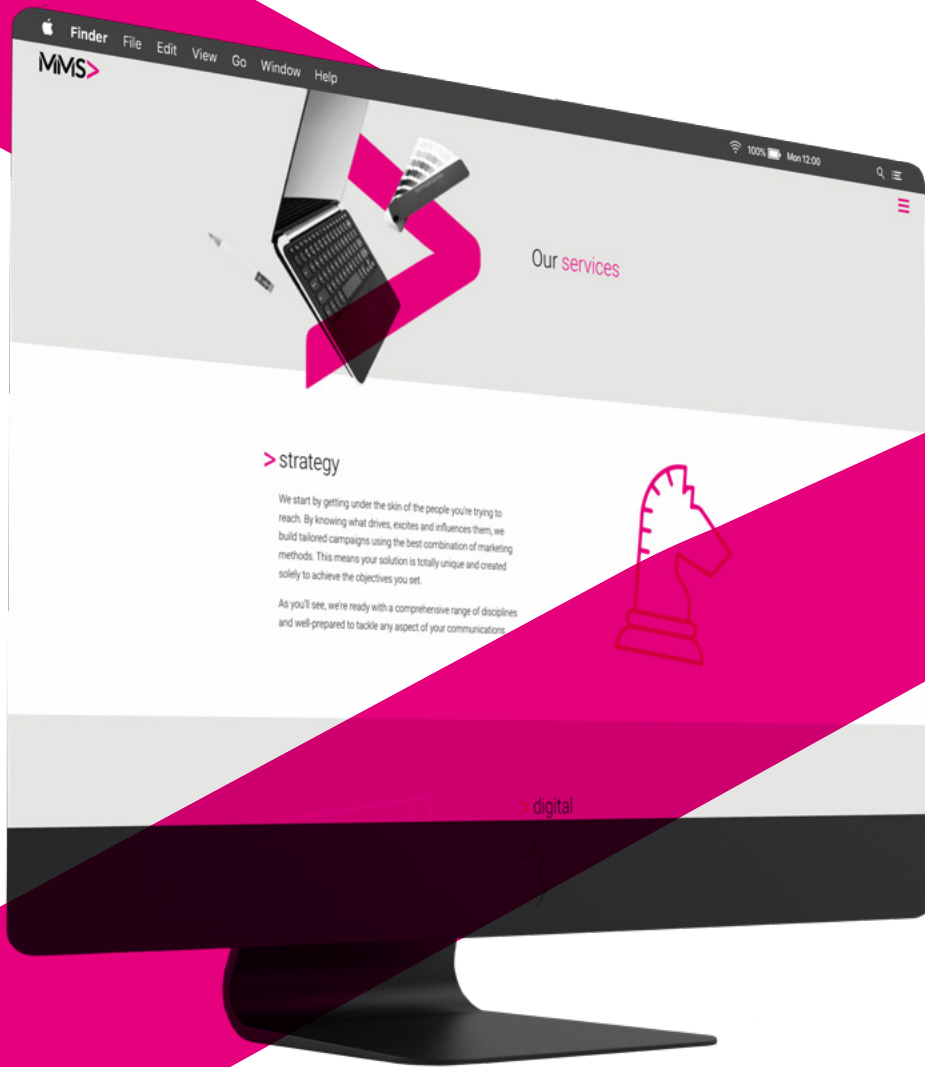 Finder File Edit View Go Window Help
100% Mon 12:00
MMS>
Our services
> strategy
We start by getting under the skin of the people you're trying to
reach. By knowing what drives, excites and influences them, we
build tailored campaigns using the best combination of marketing
methods. This means your solution is totally unique and created
solely to achieve the objectives you set.
As you'll see, we're ready with a comprehensive range of disciplines
and well-prepared to tackle any aspect of your communications
> digital